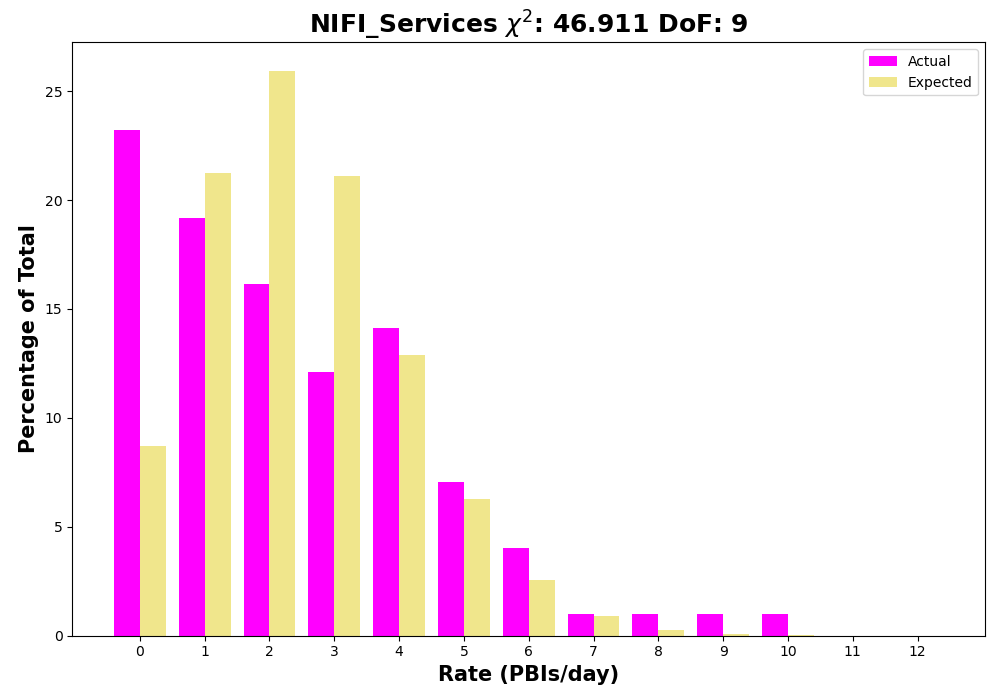 NIFI_Services χ²: 46.911 DoF: 9
Actual
Expected
Percentage of Total
25
20
15
10
5
0
0 1 2 3 4 5 6 7 8 9 10 11 12
Rate (PBIs/day)